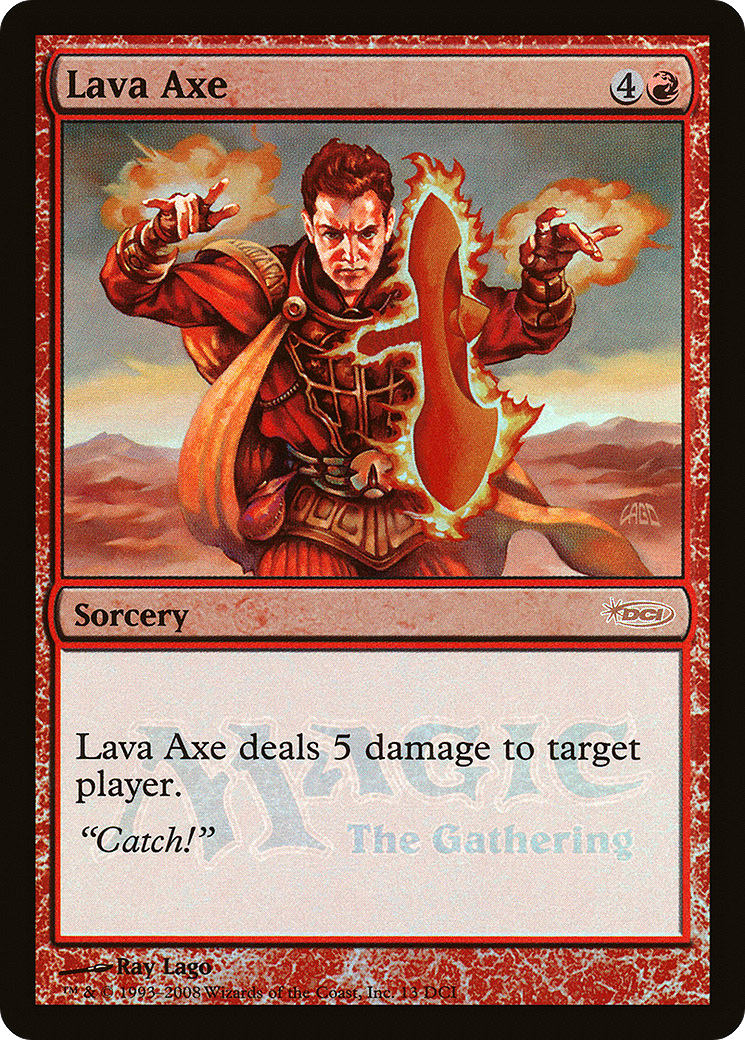 Lava Axe 4
LAGO
Sorcery DCI
Lava Axe deals 5 damage to target
player.
“Catch!”
MAGIC
The Gathering
Ray Lago
™ & © 1993-2008 Wizards of the Coast, Inc. 13 DCI